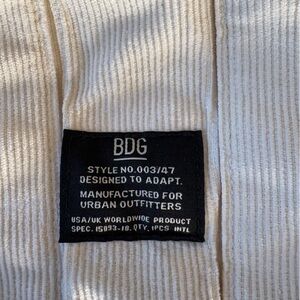 BDG
STYLE NO.003/47
DESIGNED TO ADAPT.
MANUFACTURED FOR
URBAN OUTFITTERS
USA/UK WORLDWIDE PRODUCT
SPEC. 15893-18. QTY. 1PCS INTL